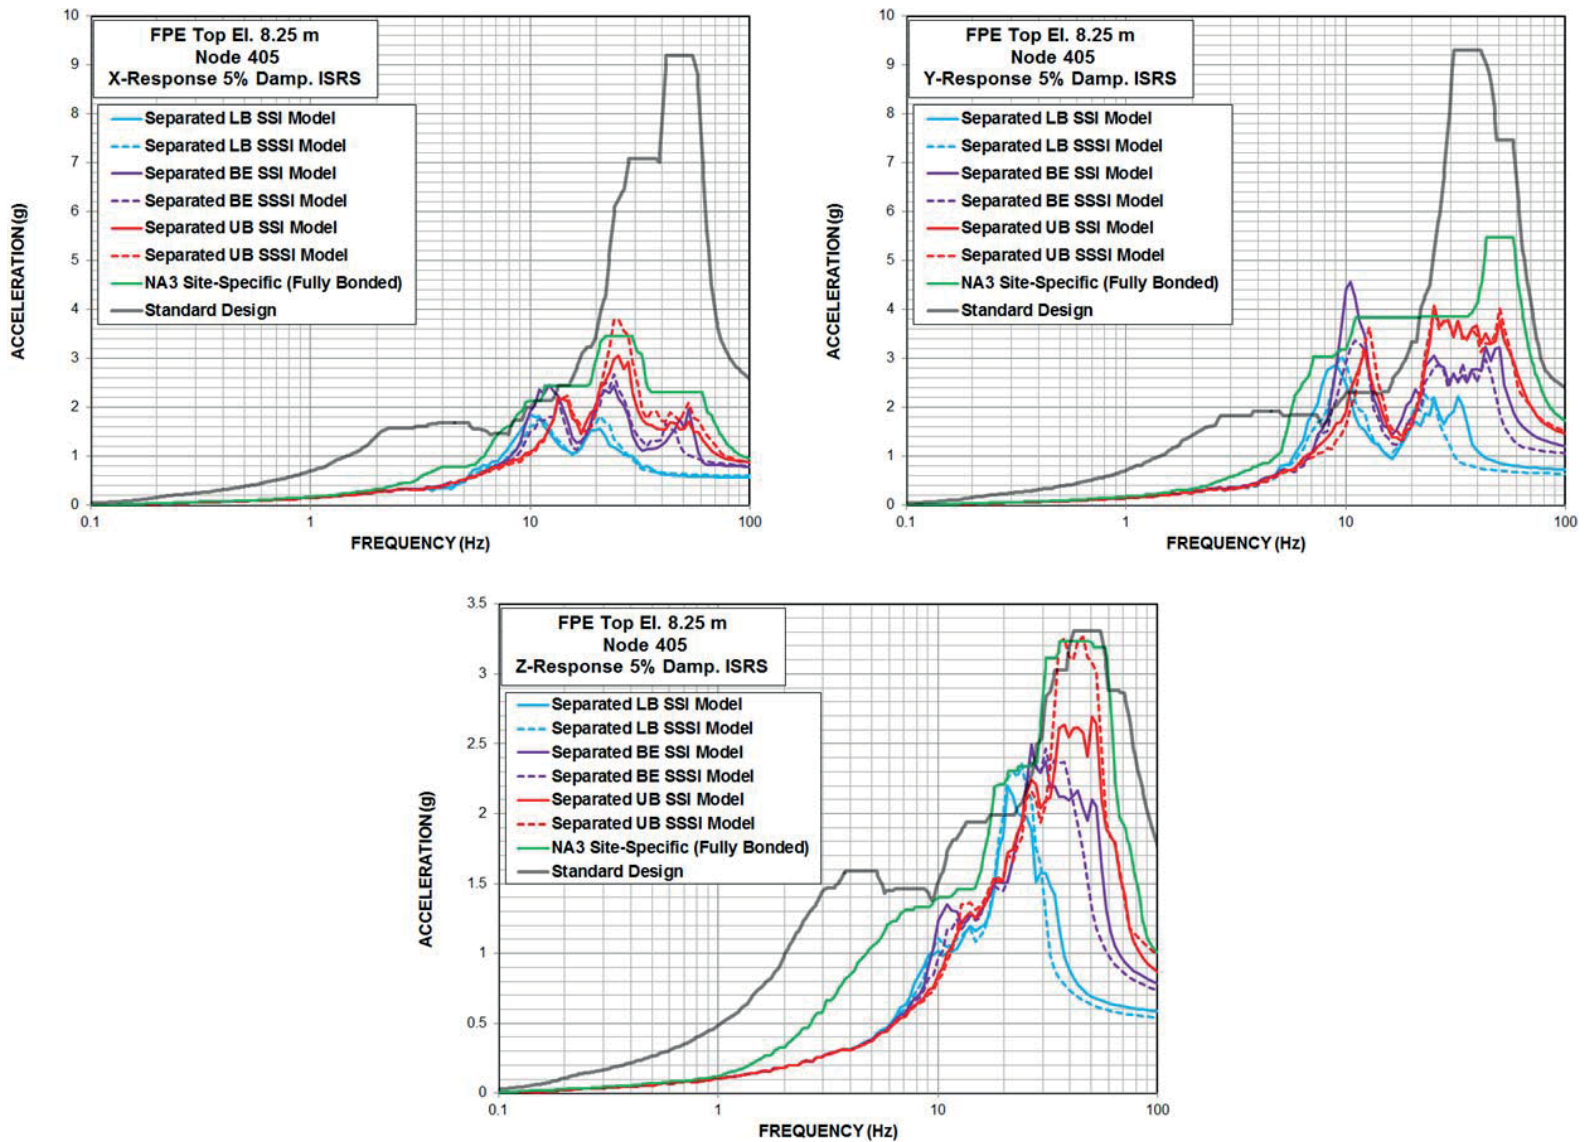 FPE Top El. 8.25 m
Node 405
X-Response 5% Damp. ISRS
Separated LB SSI Model
Separated LB SSSI Model
Separated BE SSI Model
Separated BE SSSI Model
Separated UB SSI Model
Separated UB SSSI Model
NA3 Site-Specific (Fully Bonded)
Standard Design
ACCELERATION(g)
10
9
8
7
6
5
4
3
2
1
0
0.1
1
10
100
FREQUENCY (Hz)
FPE Top El. 8.25 m
Node 405
Y-Response 5% Damp. ISRS
Separated LB SSI Model
Separated LB SSSI Model
Separated BE SSI Model
Separated BE SSSI Model
Separated UB SSI Model
Separated UB SSSI Model
NA3 Site-Specific (Fully Bonded)
Standard Design
ACCELERATION(g)
10
9
8
7
6
5
4
3
2
1
0
0.1
1
10
100
FREQUENCY (Hz)
FPE Top El. 8.25 m
Node 405
Z-Response 5% Damp. ISRS
Separated LB SSI Model
Separated LB SSSI Model
Separated BE SSI Model
Separated BE SSSI Model
Separated UB SSI Model
Separated UB SSSI Model
NA3 Site-Specific (Fully Bonded)
Standard Design
ACCELERATION(g)
3.5
3
2.5
2
1.5
1
0.5
0
0.1
1
10
100
FREQUENCY (Hz)